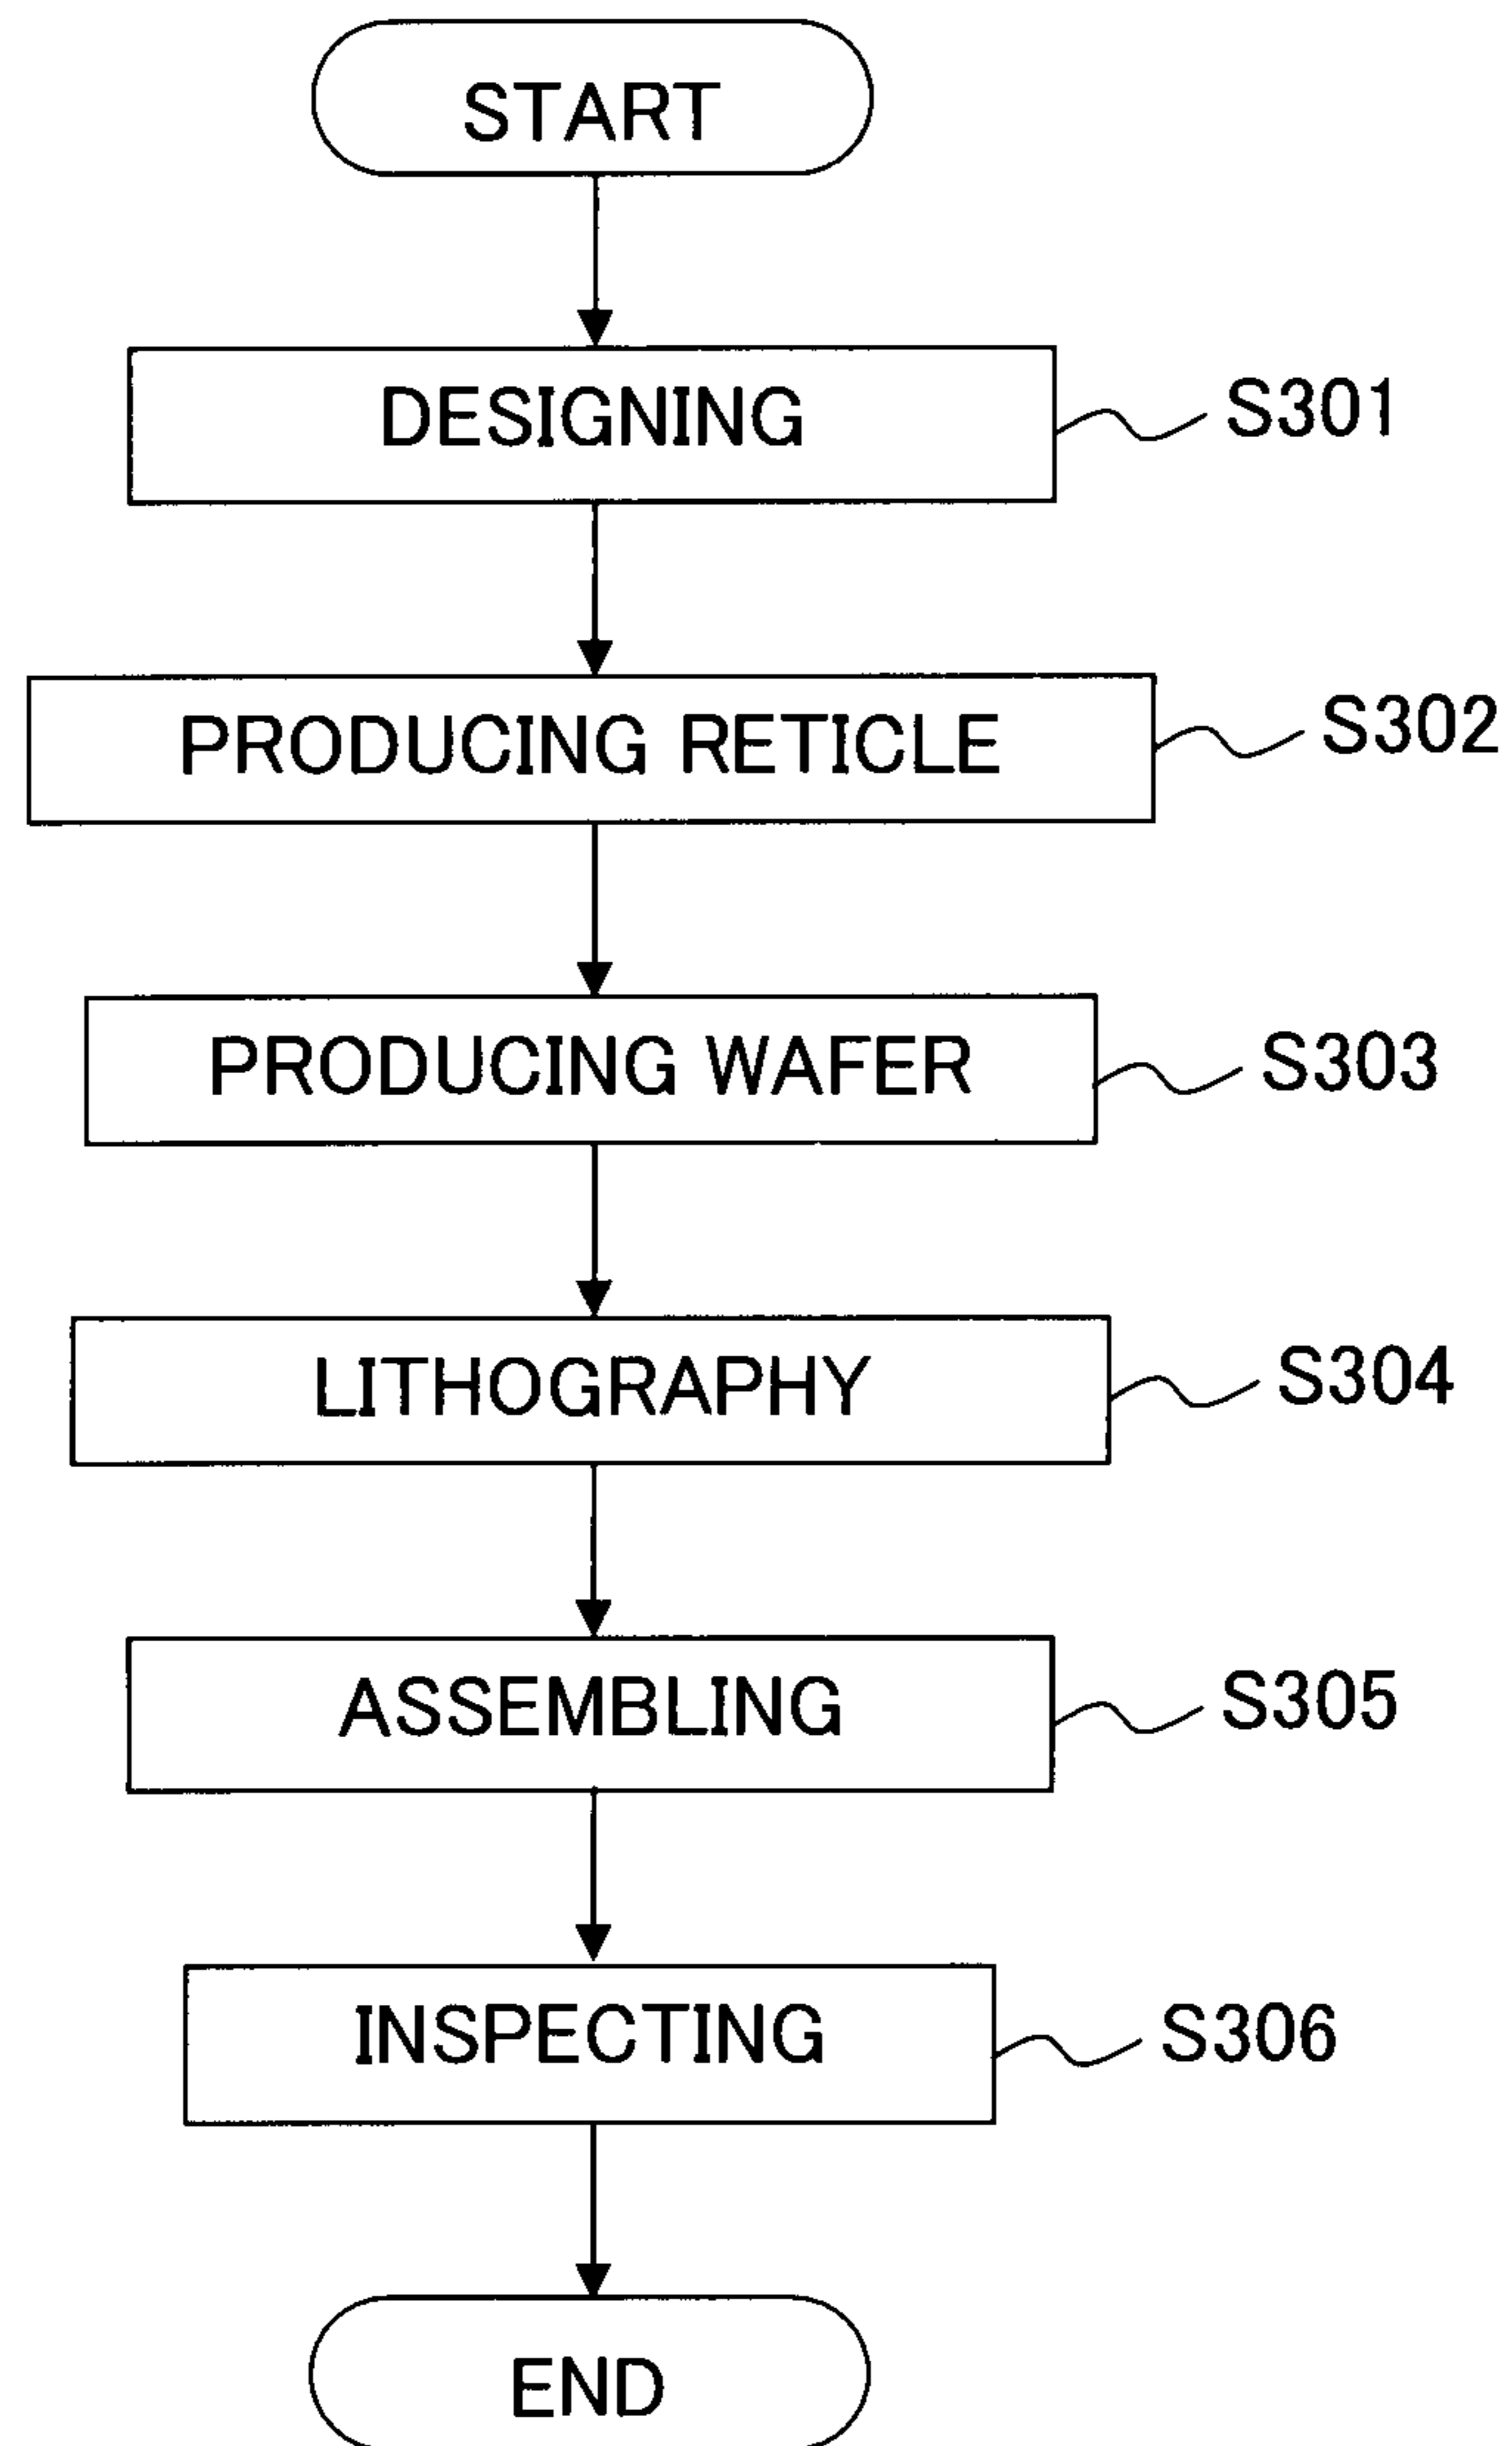 START
DESIGNING S301
PRODUCING RETICLE S302
PRODUCING WAFER S303
LITHOGRAPHY S304
ASSEMBLING S305
INSPECTING S306
END